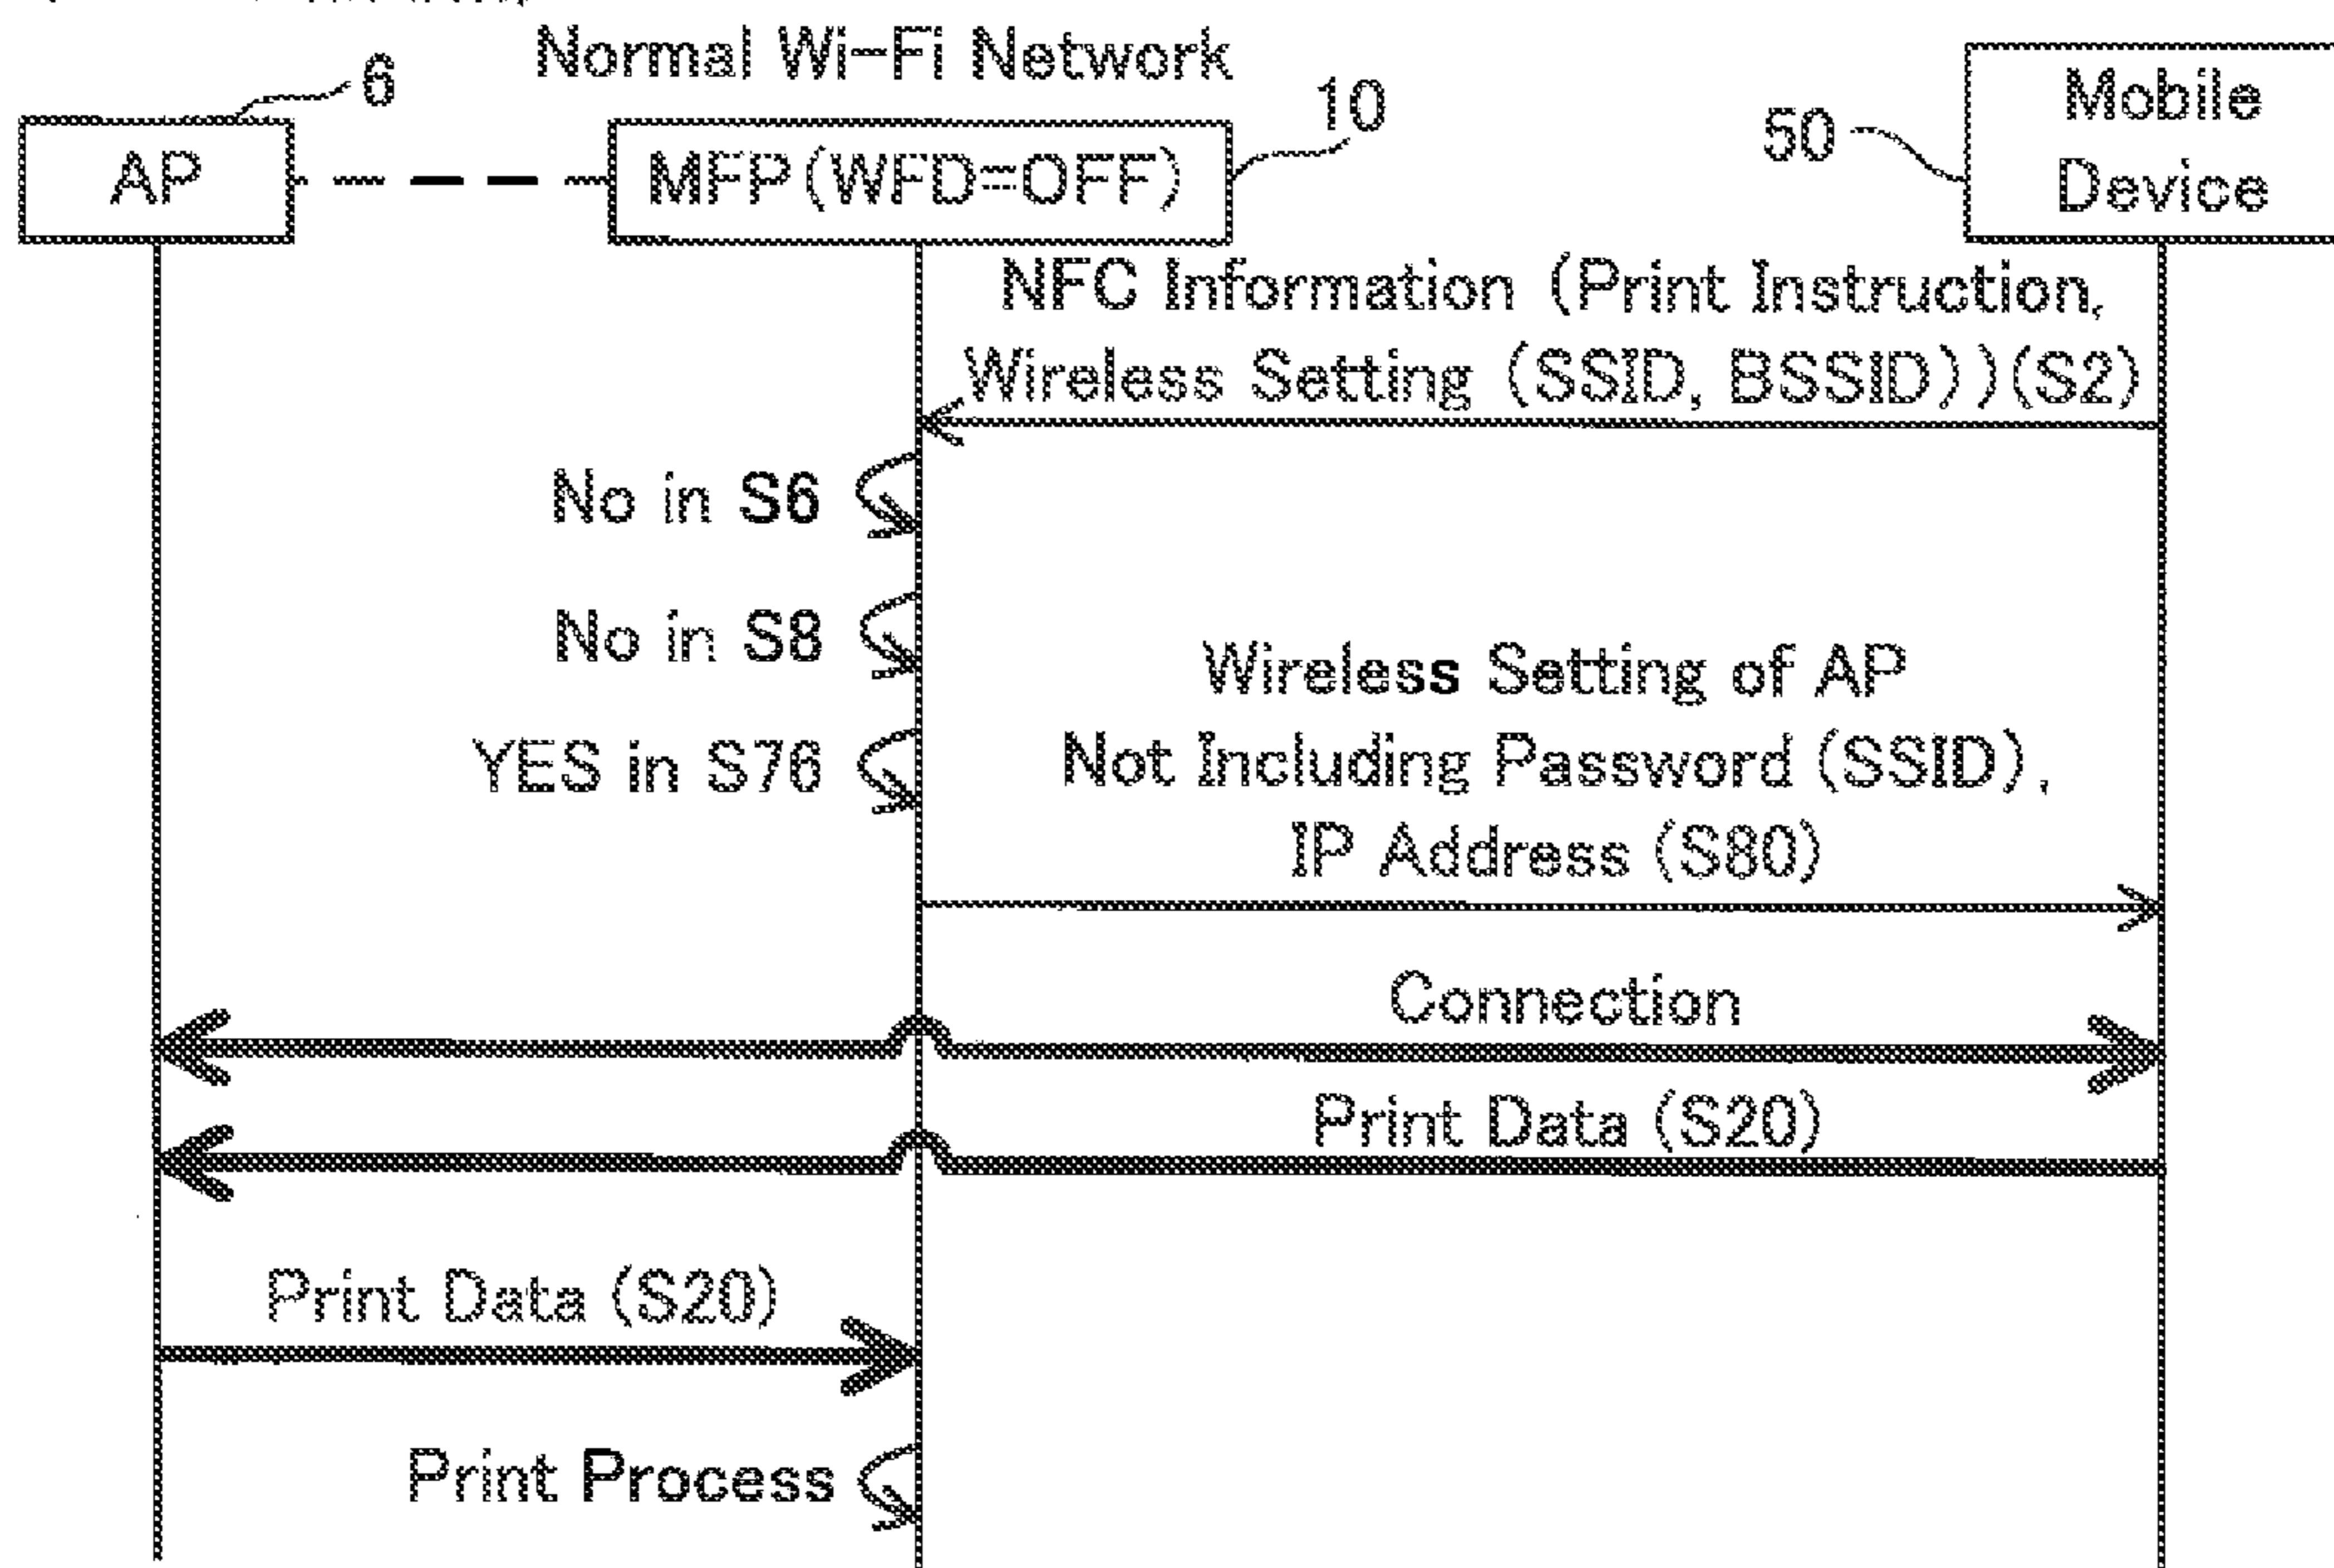 Normal Wi-Fi Network
6
10
AP
MFP(WFD=OFF)
50
Mobile
Device
NFC Information (Print Instruction,
Wireless Setting (SSID, BSSID))(S2)
No in S6
No in S8
YES in S76
Wireless Setting of AP
Not Including Password (SSID),
IP Address (S80)
Connection
Print Data (S20)
Print Data (S20)
Print Process